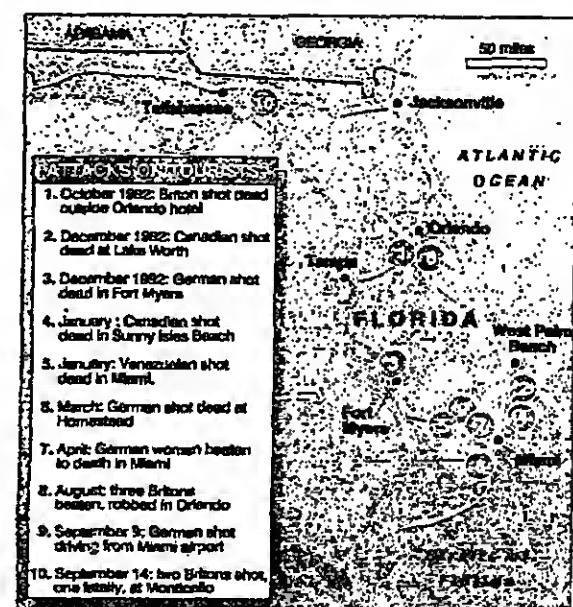 ALABAMA
GEORGIA
50 miles
Tallahassee
Jacksonville
ATLANTIC
OCEAN
ATTACKS ON TOURISTS
1. October 1992: Briton shot dead
outside Orlando hotel
2. December 1992: Canadian shot
dead at Lake Worth
3. December 1992: German shot
dead in Fort Myers
4. January: Canadian shot
dead in Sunny Isles Beach
5. January: Venezuelan shot
dead in Miami.
6. March: German shot dead at
Homestead
7. April: German woman beaten
to death in Miami
8. August: three Britons
beaten, robbed in Orlando
9. September 9: German shot
driving from Miami airport
10. September 14: two Britons shot,
one fatally, at Monticello
Orlando
Tampa
FLORIDA
West Palm
Beach
Fort
Myers
Miami